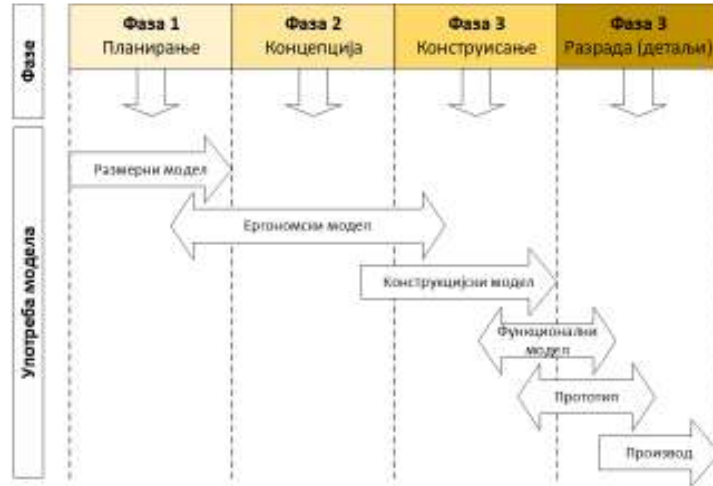 Фазе
Фаза 1
Планирање
Фаза 2
Концепција
Фаза 3
Конструисање
Фаза 3
Разрада (детаљи)
Употреба модела
Размерни модел
Ергономски модел
Конструкцијски модел
Функционални
модел
Прототип
Производ